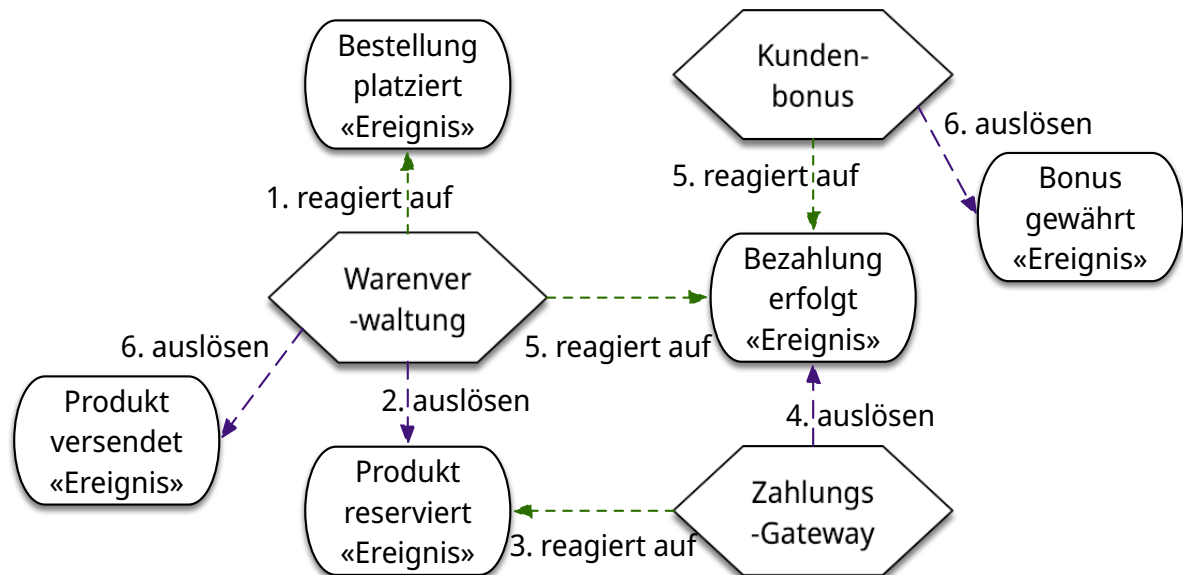 Bestellung
platziert
«Ereignis»
Kunden-
bonus
6. auslösen
1. reagiert auf
5. reagiert auf
Bonus
gewährt
«Ereignis»
Warenver
-waltung
Bezahlung
erfolgt
«Ereignis»
6. auslösen
5. reagiert auf
Produkt
versendet
«Ereignis»
2. auslösen
4. auslösen
Produkt
reserviert
«Ereignis»
3. reagiert auf
Zahlungs
-Gateway